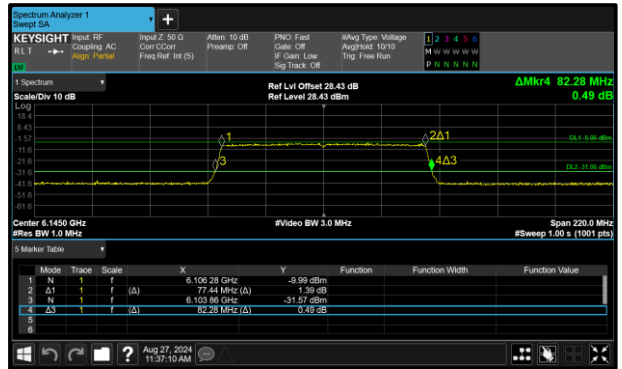 Spectrum Analyzer 1
Swept SA
+
KEYSIGHT
RLT
Input: RF
Coupling: AC
Align: Partial
Input Z: 50 Ω
Corr CCorr
Freq Ref: Int (S)
Atten: 10 dB
Preamp: Off
PNO: Fast
Gate: Off
IF Gain: Low
Sig Track: Off
#Avg Type: Voltage
Avg|Hold: 10/10
Trig: Free Run
1 2 3 4 5 6
M W W W W W
P N N N N N
1 Spectrum
Scale/Div 10 dB
Ref Lvl Offset 28.43 dB
Ref Level 28.43 dBm
ΔMkr4 82.28 MHz
0.49 dB
Log
18.4
8.43
-1.57
-11.6
-21.6
-31.6
-41.6
-51.6
-61.6
1
2Δ1
3
4Δ3
DL1 -5.06 dBm
DL2 -31.06 dBm
Center 6.1450 GHz
#Res BW 1.0 MHz
#Video BW 3.0 MHz
Span 220.0 MHz
#Sweep 1.00 s (1001 pts)
5 Marker Table
Mode Trace Scale X Y Function Function Width Function Value
1 N 1 f 6.106 28 GHz -9.99 dBm
2 Δ1 1 f (Δ) 77.44 MHz (Δ) 1.39 dB
3 N 1 f 6.103 86 GHz -31.57 dBm
4 Δ3 1 f (Δ) 82.28 MHz (Δ) 0.49 dB
5
6
?
Aug 27, 2024
11:37:10 AM